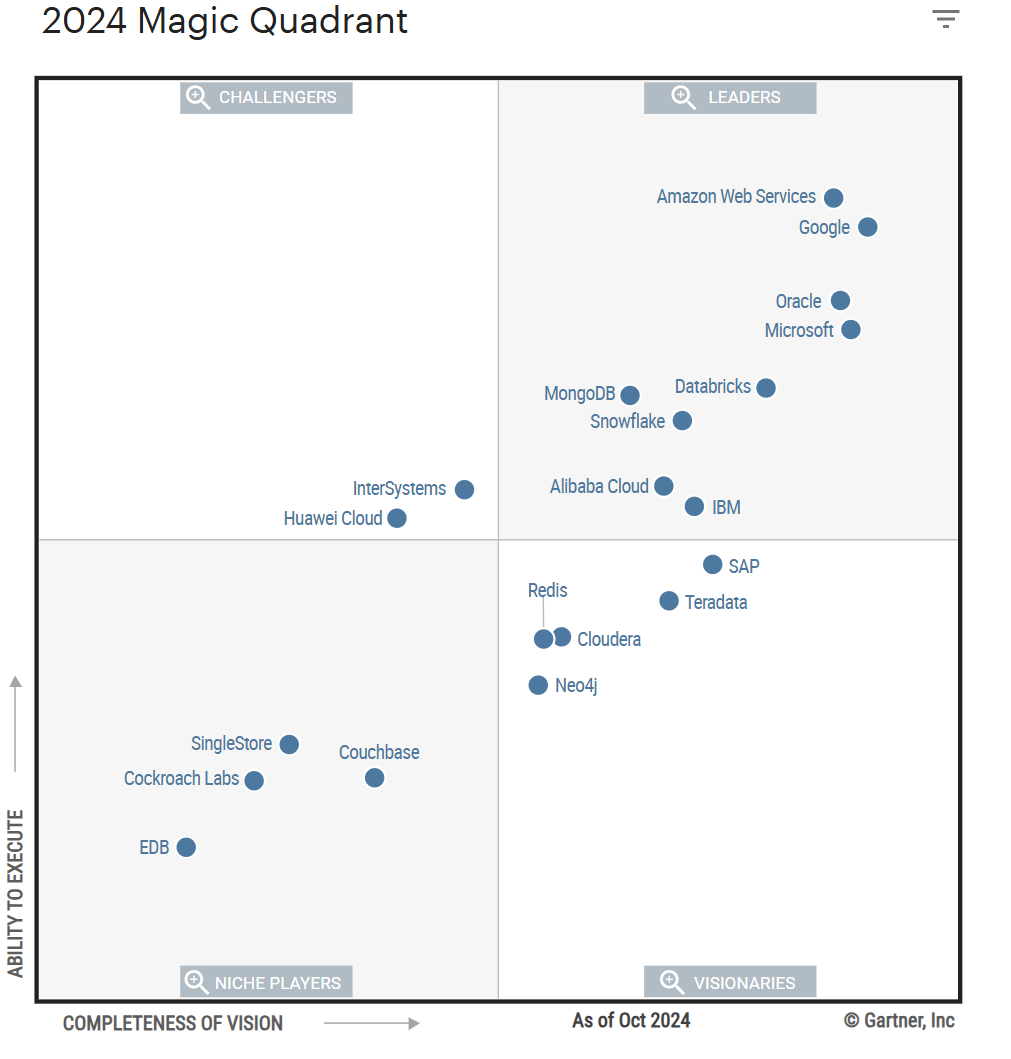 2024 Magic Quadrant
CHALLENGERS
LEADERS
Amazon Web Services
Google
Oracle
Microsoft
MongoDB
Databricks
Snowflake
InterSystems
Alibaba Cloud
Huawei Cloud
IBM
SAP
Redis
Teradata
Cloudera
Neo4j
SingleStore
Couchbase
Cockroach Labs
EDB
ABILITY TO EXECUTE
NICHE PLAYERS
VISIONARIES
COMPLETENESS OF VISION
As of Oct 2024
© Gartner, Inc